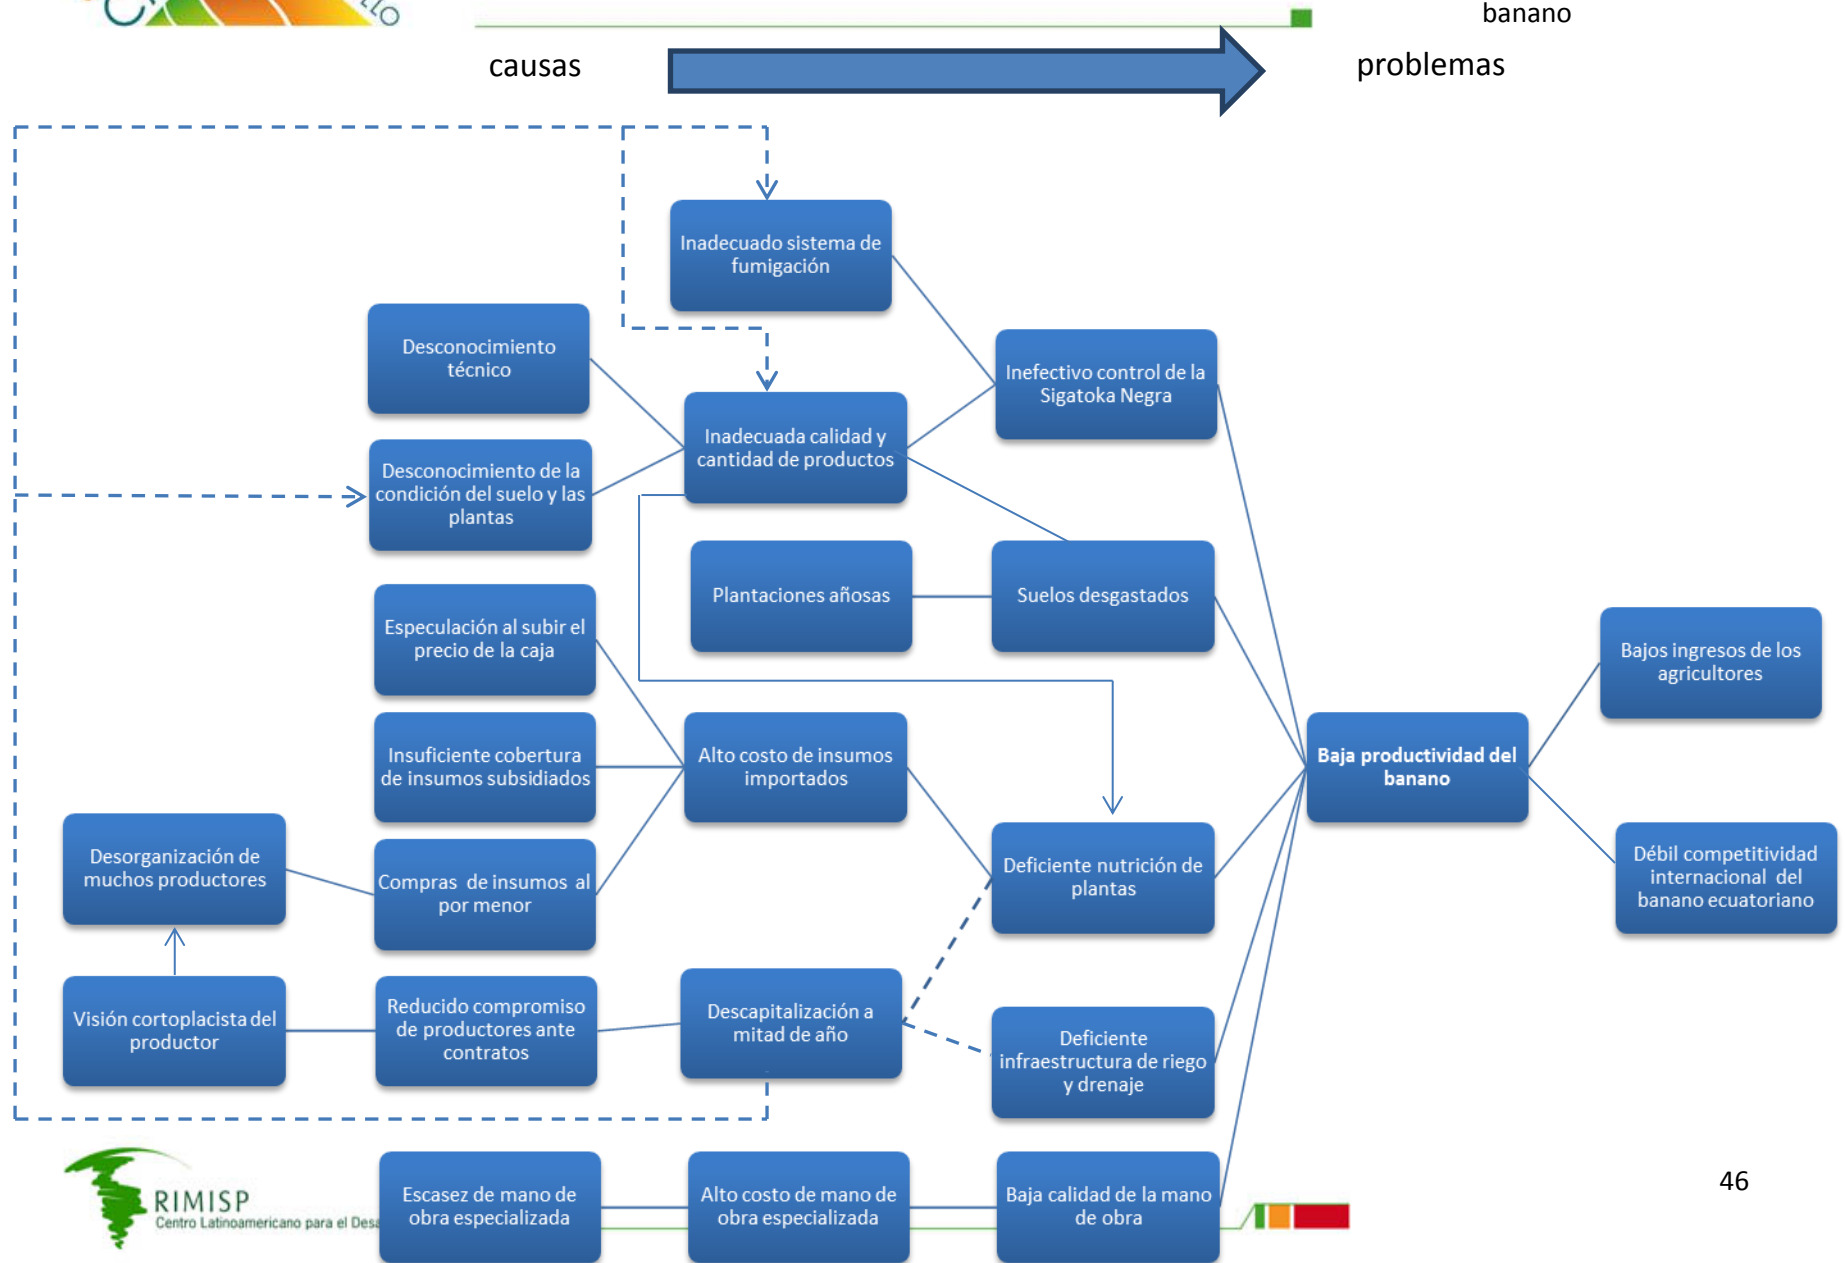 banano
causas
problemas
Inadecuado sistema de
fumigación
Desconocimiento
técnico
Inefectivo control de la
Sigatoka Negra
Inadecuada calidad y
cantidad de productos
Desconocimiento de la
condición del suelo y las
plantas
Plantaciones añosas
Suelos desgastados
Especulación al subir el
precio de la caja
Bajos ingresos de los
agricultores
Insuficiente cobertura
de insumos subsidiados
Alto costo de insumos
importados
Baja productividad del
banano
Desorganización de
muchos productores
Compras de insumos al
por menor
Deficiente nutrición de
plantas
Débil competitividad
internacional del
banano ecuatoriano
Visión cortoplacista del
productor
Reducido compromiso
de productores ante
contratos
Descapitalización a
mitad de año
Deficiente
infraestructura de riego
y drenaje
RIMISP
Centro Latinoamericano para el Desa
Escasez de mano de
obra especializada
Alto costo de mano de
obra especializada
Baja calidad de la mano
de obra
46